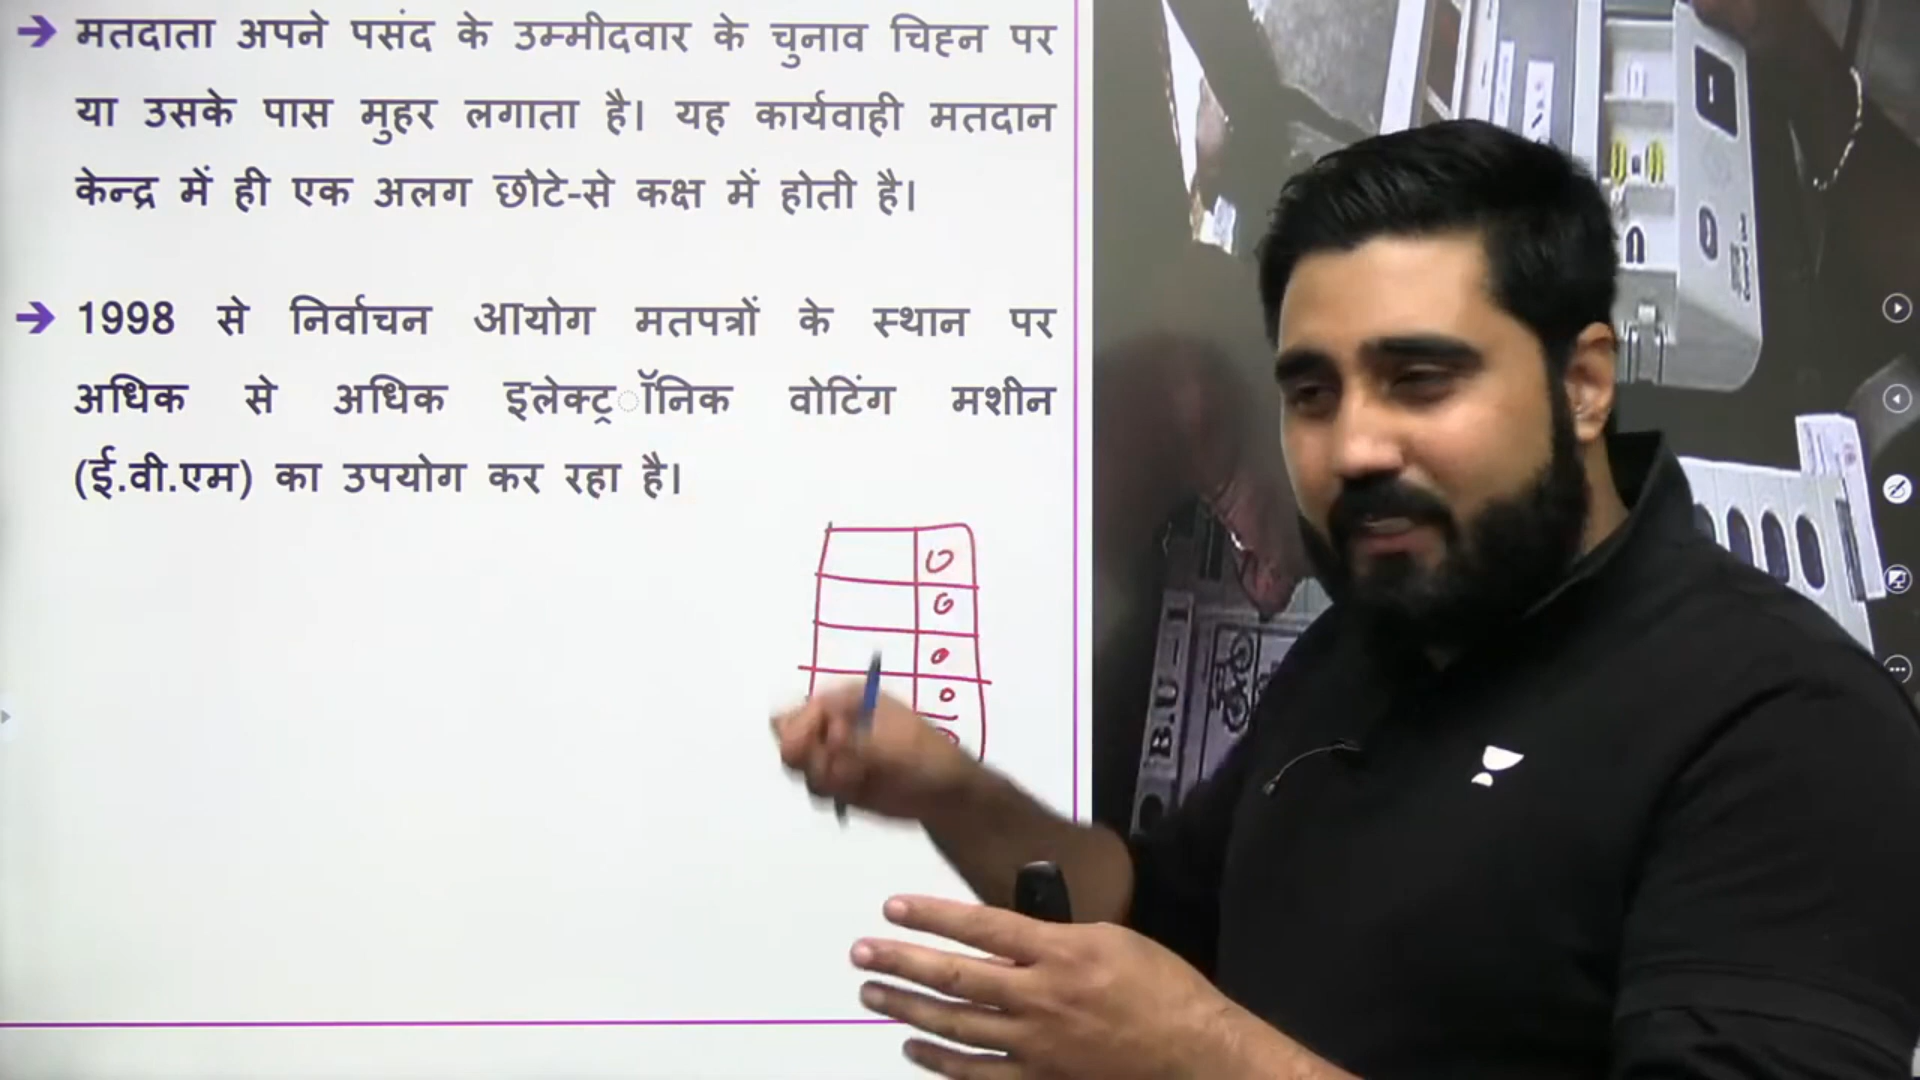 मतदाता अपने पसंद के उम्मीदवार के चुनाव चिह्न पर
या उसके पास मुहर लगाता है। यह कार्यवाही मतदान
केन्द्र में ही एक अलग छोटे-से कक्ष में होती है।
1998 से निर्वाचन आयोग मतपत्रों के स्थान पर
अधिक से अधिक इलेक्ट्रॉनिक वोटिंग मशीन
(ई.वी.एम) का उपयोग कर रहा है।
B.U-1